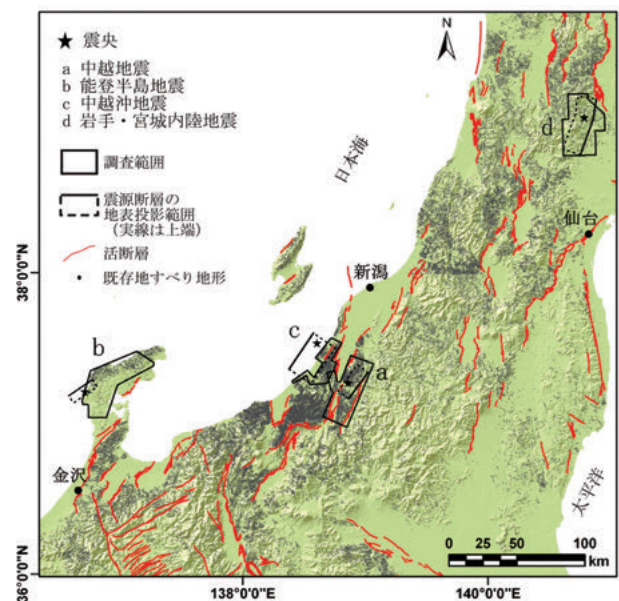 N
★ 震央
a 中越地震
b 能登半島地震
c 中越沖地震
d 岩手・宮城内陸地震
調査範囲
震源断層の
地表投影範囲
(実線は上端)
活断層
既存地すべり地形
日本海
d
仙台
38°0'0"N
新潟
c
b
a
金沢
太平洋
0 25 50 100
km
36°0'0"N
138°0'0"E
140°0'0"E